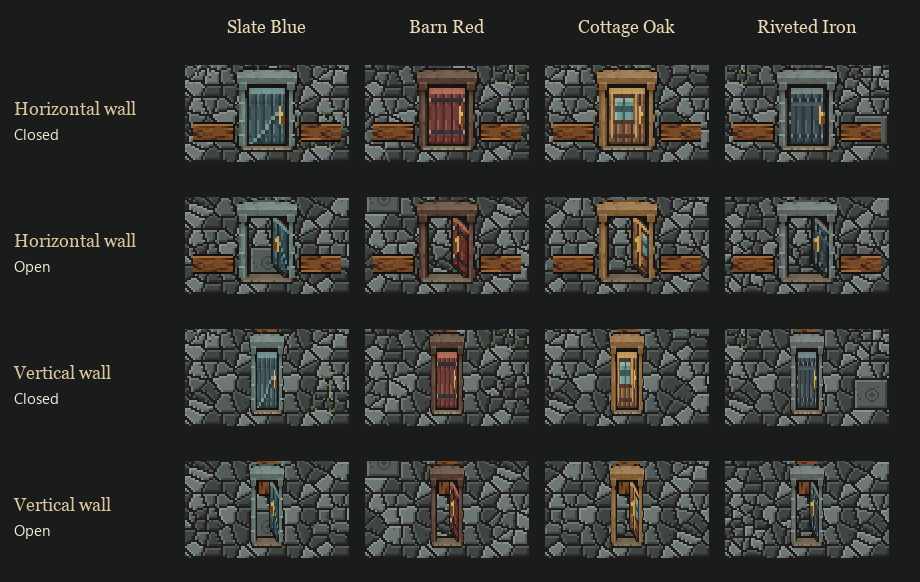 Slate Blue
Barn Red
Cottage Oak
Riveted Iron
Horizontal wall
Closed
Horizontal wall
Open
Vertical wall
Closed
Vertical wall
Open